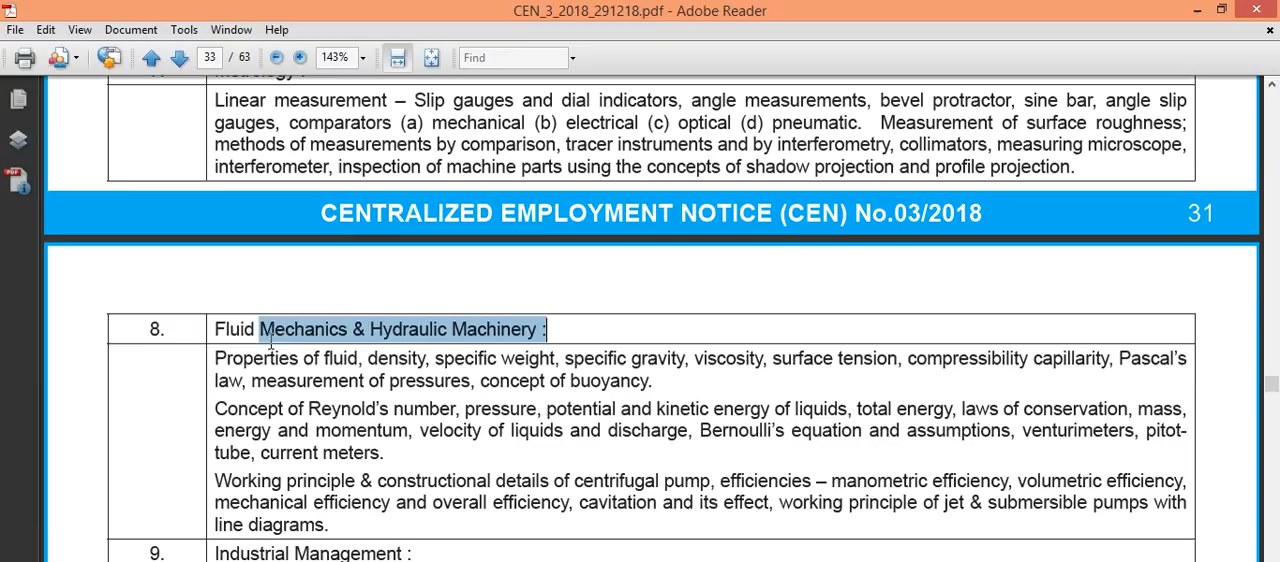 CEN_3_2018_291218.pdf - Adobe Reader
File Edit View Document Tools Window Help
33 / 63 143% Find
Linear measurement – Slip gauges and dial indicators, angle measurements, bevel protractor, sine bar, angle slip
gauges, comparators (a) mechanical (b) electrical (c) optical (d) pneumatic. Measurement of surface roughness;
methods of measurements by comparison, tracer instruments and by interferometry, collimators, measuring microscope,
interferometer, inspection of machine parts using the concepts of shadow projection and profile projection.
CENTRALIZED EMPLOYMENT NOTICE (CEN) No.03/2018 31
8. Fluid Mechanics & Hydraulic Machinery :
Properties of fluid, density, specific weight, specific gravity, viscosity, surface tension, compressibility capillarity, Pascal's
law, measurement of pressures, concept of buoyancy.
Concept of Reynold's number, pressure, potential and kinetic energy of liquids, total energy, laws of conservation, mass,
energy and momentum, velocity of liquids and discharge, Bernoulli's equation and assumptions, venturimeters, pitot-
tube, current meters.
Working principle & constructional details of centrifugal pump, efficiencies – manometric efficiency, volumetric efficiency,
mechanical efficiency and overall efficiency, cavitation and its effect, working principle of jet & submersible pumps with
line diagrams.
9. Industrial Management :